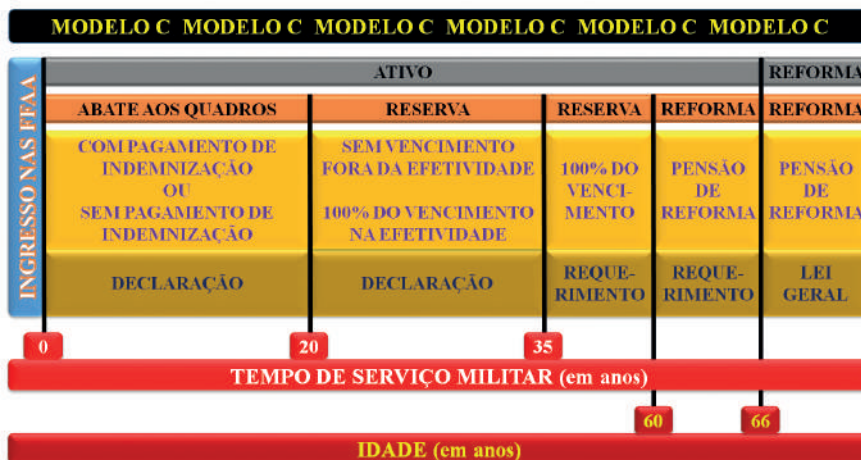 MODELO C MODELO C MODELO C MODELO C MODELO C MODELO C
INGRESSO NAS FFAA
ATIVO
REFORMA
ABATE AOS QUADROS
RESERVA
RESERVA
REFORMA
REFORMA
COM PAGAMENTO DE
INDEMNIZAÇÃO
OU
SEM PAGAMENTO DE
INDEMNIZAÇÃO
SEM VENCIMENTO
FORA DA EFETIVIDADE
100% DO VENCIMENTO
NA EFETIVIDADE
100% DO
VENCI-
MENTO
PENSÃO
DE
REFORMA
PENSÃO
DE
REFORMA
DECLARAÇÃO
DECLARAÇÃO
REQUE-
RIMENTO
REQUE-
RIMENTO
LEI
GERAL
0
20
35
TEMPO DE SERVIÇO MILITAR (em anos)
60
66
IDADE (em anos)